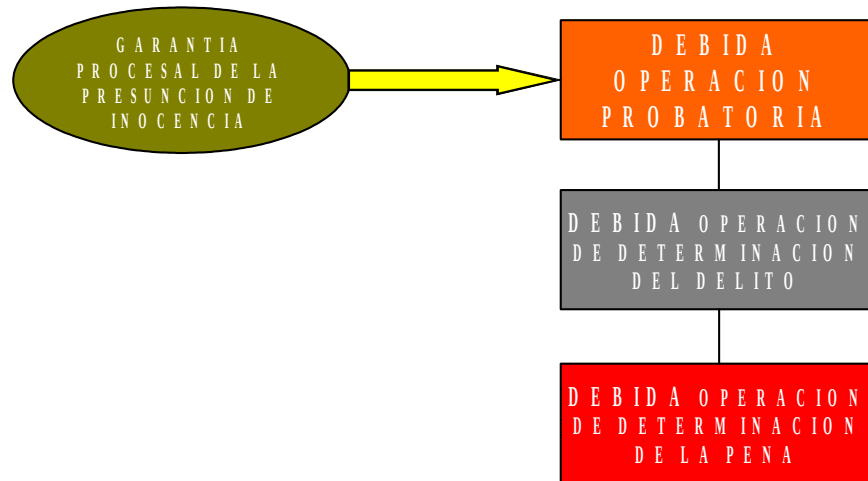 GARANTIA
PROCESAL DE LA
PRESUNCION DE
INOCENCIA
DEBIDA
OPERACION
PROBATORIA
DEBIDA OPERACION
DE DETERMINACION
DEL DELITO
DEBIDA OPERACION
DE DETERMINACION
DE LA PENA